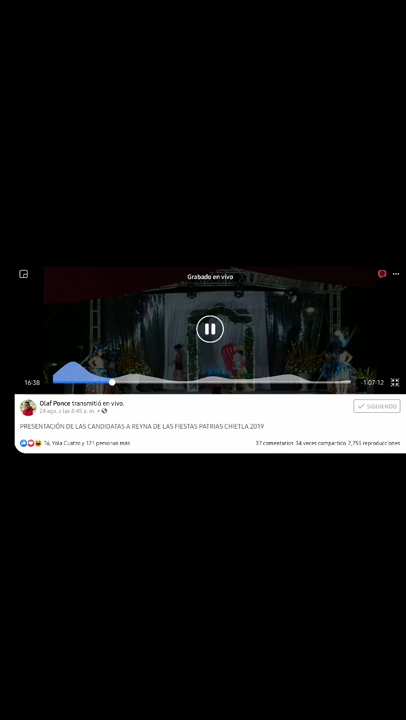 Grabado en vivo
16:38
-1:07:12
Olaf Ponce transmitió en vivo.
SIGUIENDO
24 ago. a las 8:45 p. m. •
PRESENTACIÓN DE LAS CANDIDATAS A REYNA DE LAS FIESTAS PATRIAS CHIETLA 2019
Tú, Yola Cuatro y 121 personas más
37 comentarios 34 veces compartido 2,753 reproducciones